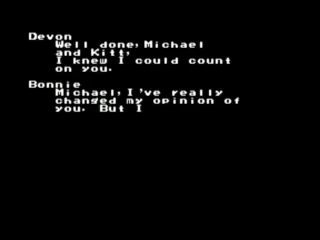 Devon
Well done,Michael
and Kitt,
I knew I could count
on you.
Bonnie
Michael,I've really
changed my opinion of
you. But I